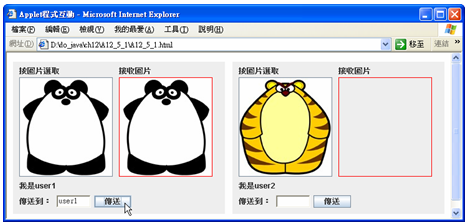 Applet程式互動 - Microsoft Internet Explorer
檔案(F) 編輯(E) 檢視(V) 我的最愛(A) 工具(T) 說明(H)
網址(D) D:\lo_java\ch12\A12_5_1\A12_5_1.html 移至 連結 »
按圖片選取 接收圖片
我是user1
傳送到： user1 傳送
按圖片選取 接收圖片
我是user2
傳送到： 傳送